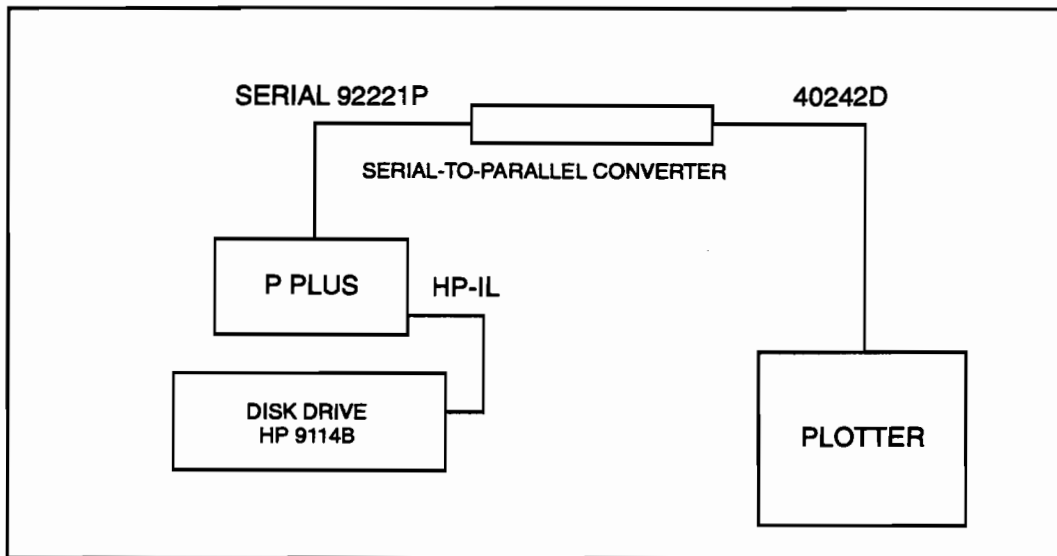 SERIAL 92221P
40242D
SERIAL-TO-PARALLEL CONVERTER
P PLUS
HP-IL
DISK DRIVE
HP 9114B
PLOTTER